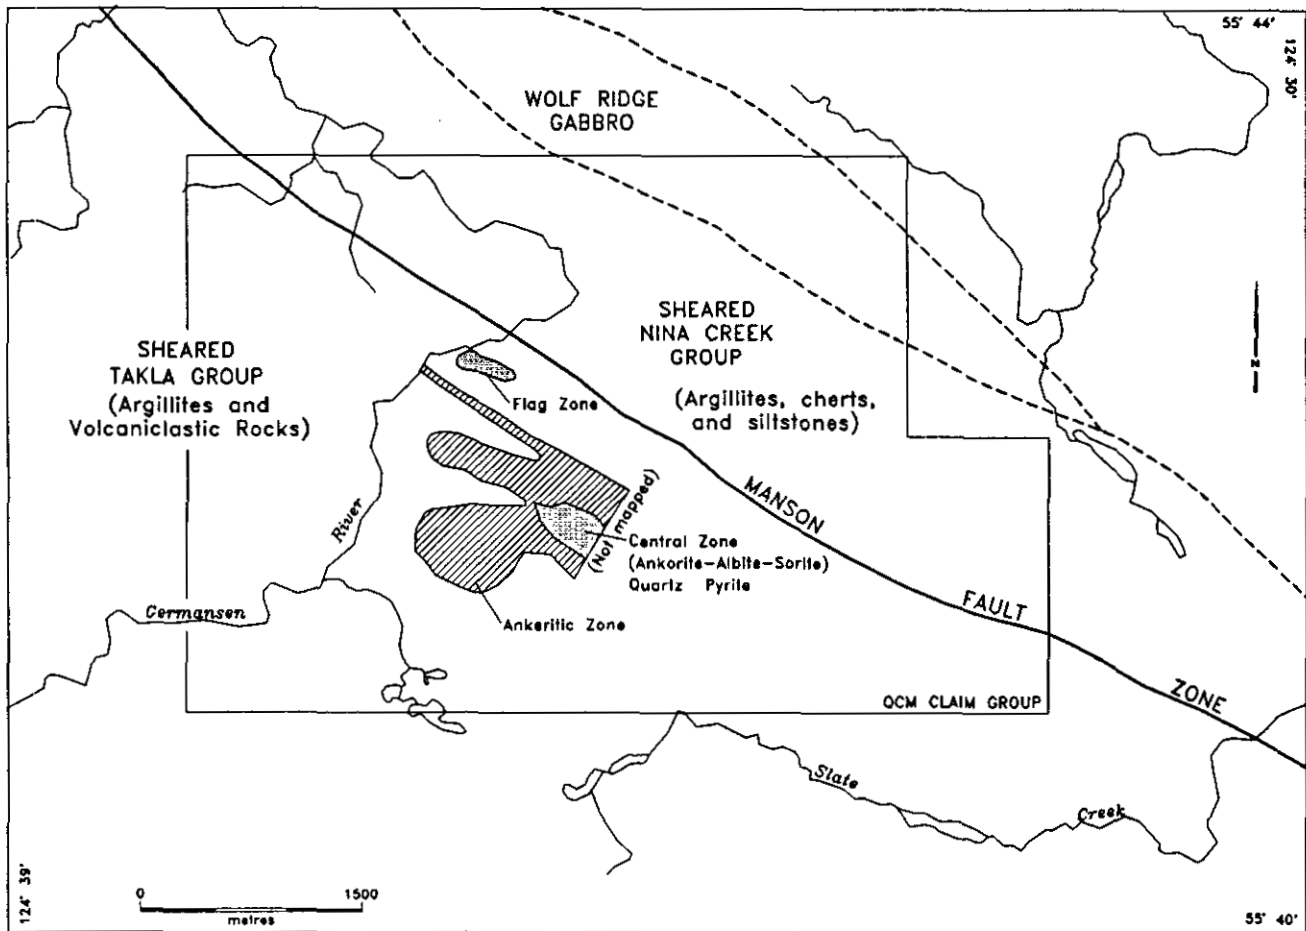 55° 44'
124° 30'
WOLF RIDGE
GABBRO
N
SHEARED
NINA CREEK
GROUP
(Argillites, cherts,
and siltstones)
SHEARED
TAKLA GROUP
(Argillites and
Volcaniclastic Rocks)
Flag Zone
MANSON
FAULT
ZONE
(Not mapped)
Central Zone
(Ankorite-Albite-Sorite)
Quartz Pyrite
River
Germansen
Ankeritic Zone
QCM CLAIM GROUP
Slate
Creek
124° 39'
0 1500
metres
55° 40'